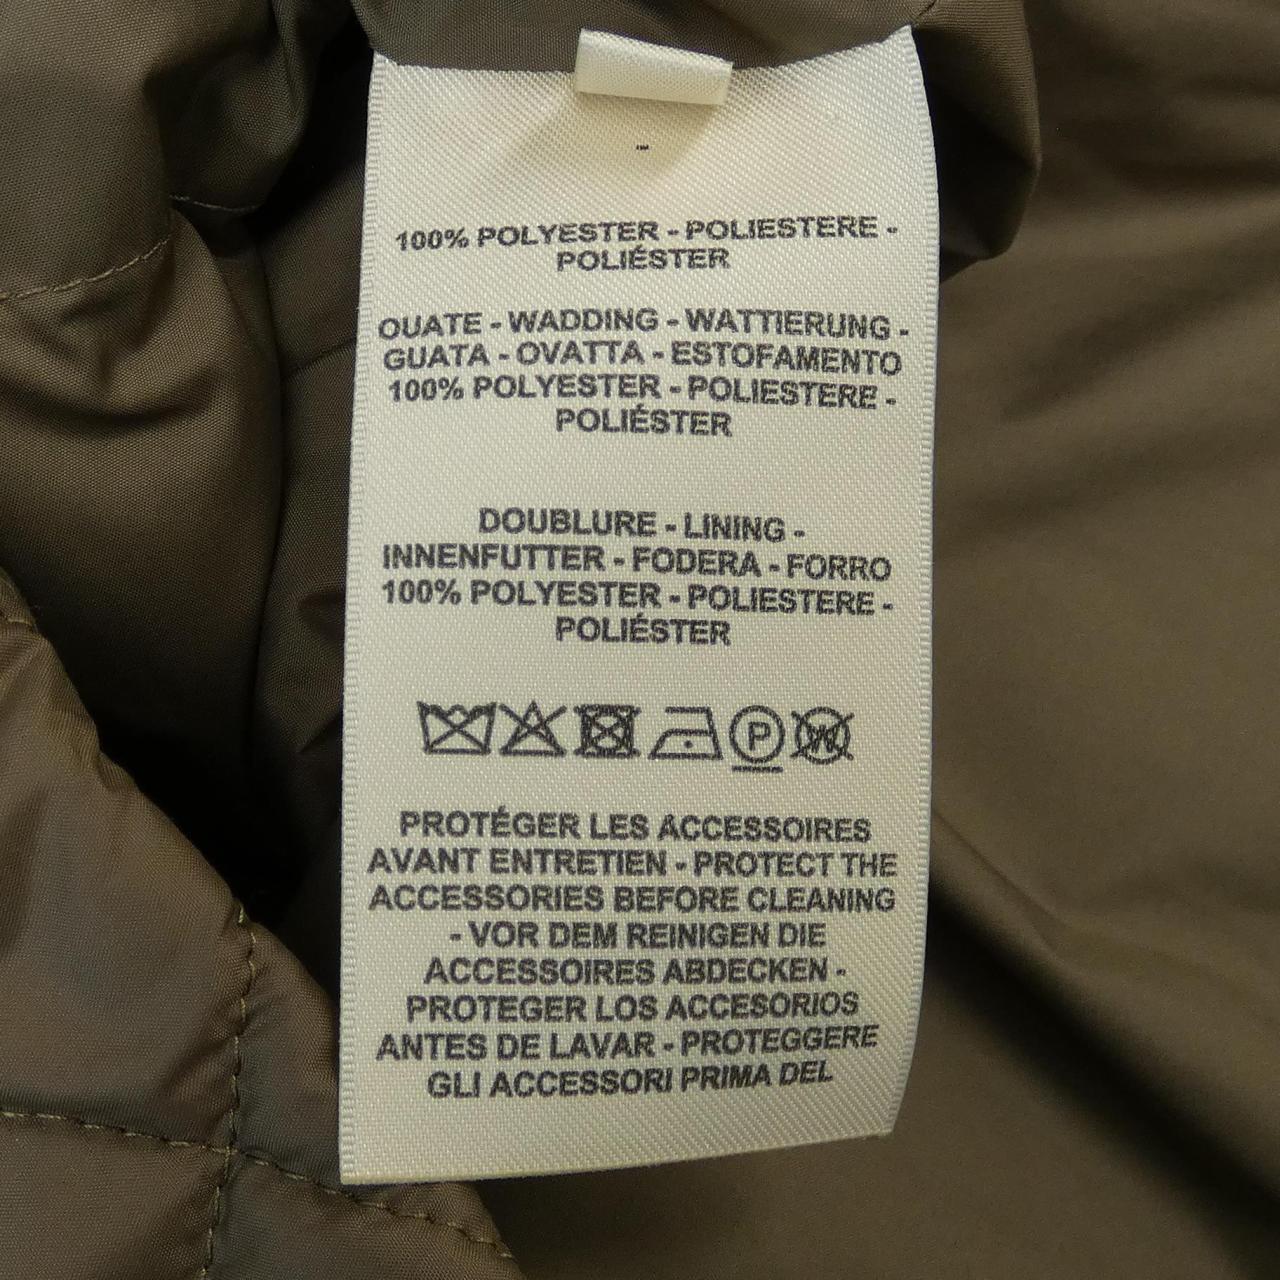 100% POLYESTER - POLIESTERE -
POLIÉSTER
OUATE - WADDING - WATTIERUNG -
GUATA - OVATTA - ESTOFAMENTO
100% POLYESTER - POLIESTERE -
POLIÉSTER
DOUBLURE - LINING -
INNENFUTTER - FODERA - FORRO
100% POLYESTER - POLIESTERE -
POLIÉSTER
P W
PROTÉGER LES ACCESSOIRES
AVANT ENTRETIEN - PROTECT THE
ACCESSORIES BEFORE CLEANING
- VOR DEM REINIGEN DIE
ACCESSOIRES ABDECKEN -
PROTEGER LOS ACCESORIOS
ANTES DE LAVAR - PROTEGGERE
GLI ACCESSORI PRIMA DEL